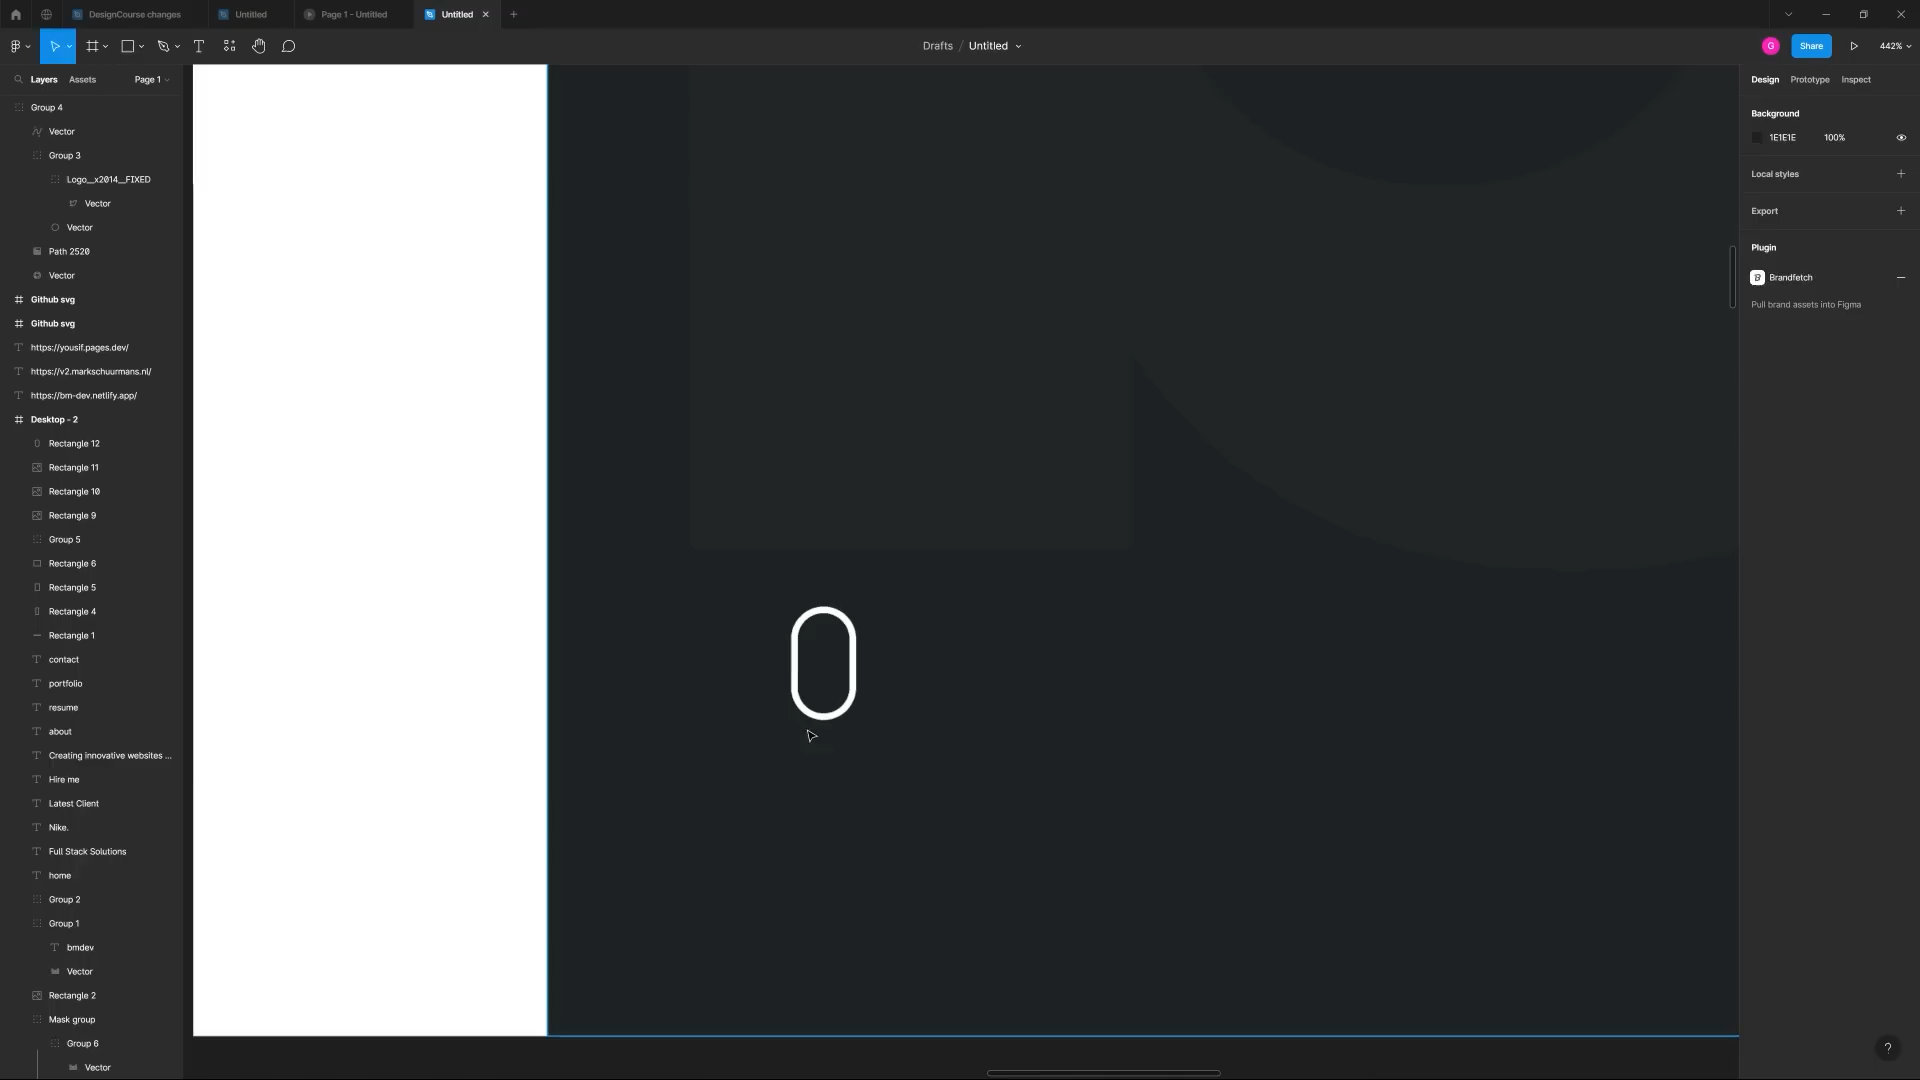 DesignCourse changes
Untitled
Page 1 - Untitled
Untitled
Drafts / Untitled
G
Share
442%
Layers
Assets
Page 1
Design
Prototype
Inspect
Group 4
Vector
Group 3
Logo__x2014__FIXED
Vector
Vector
Path 2520
Vector
Github svg
Github svg
https://yousif.pages.dev/
https://v2.markschuurmans.nl/
https://bm-dev.netlify.app/
Desktop - 2
Rectangle 12
Rectangle 11
Rectangle 10
Rectangle 9
Group 5
Rectangle 6
Rectangle 5
Rectangle 4
Rectangle 1
contact
portfolio
resume
about
Creating innovative websites ...
Hire me
Latest Client
Nike.
Full Stack Solutions
home
Group 2
Group 1
bmdev
Vector
Rectangle 2
Mask group
Group 6
Vector
Background
1E1E1E 100%
Local styles
Export
Plugin
Brandfetch
Pull brand assets into Figma
?